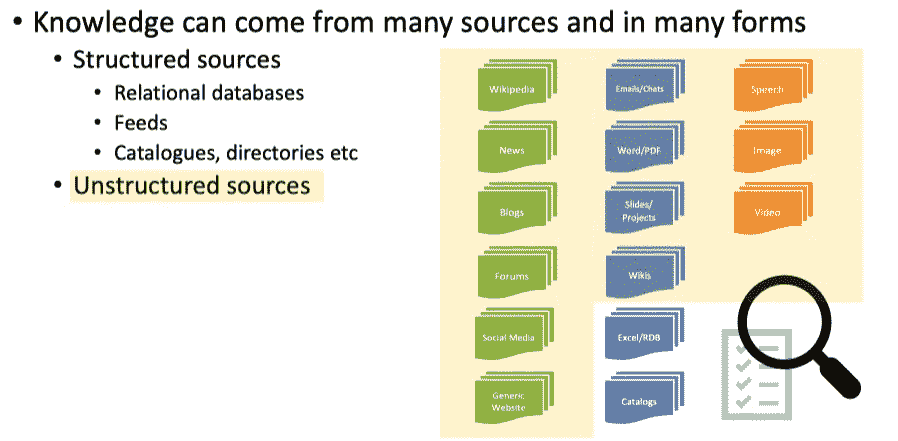 • Knowledge can come from many sources and in many forms
• Structured sources
• Relational databases
• Feeds
• Catalogues, directories etc
• Unstructured sources
Wikipedia
Emails/Chats
Speech
News
Word/PDF
Image
Blogs
Slides/
Projects
Video
Forums
Wikis
Social Media
Excel/RDB
Generic
Website
Catalogs